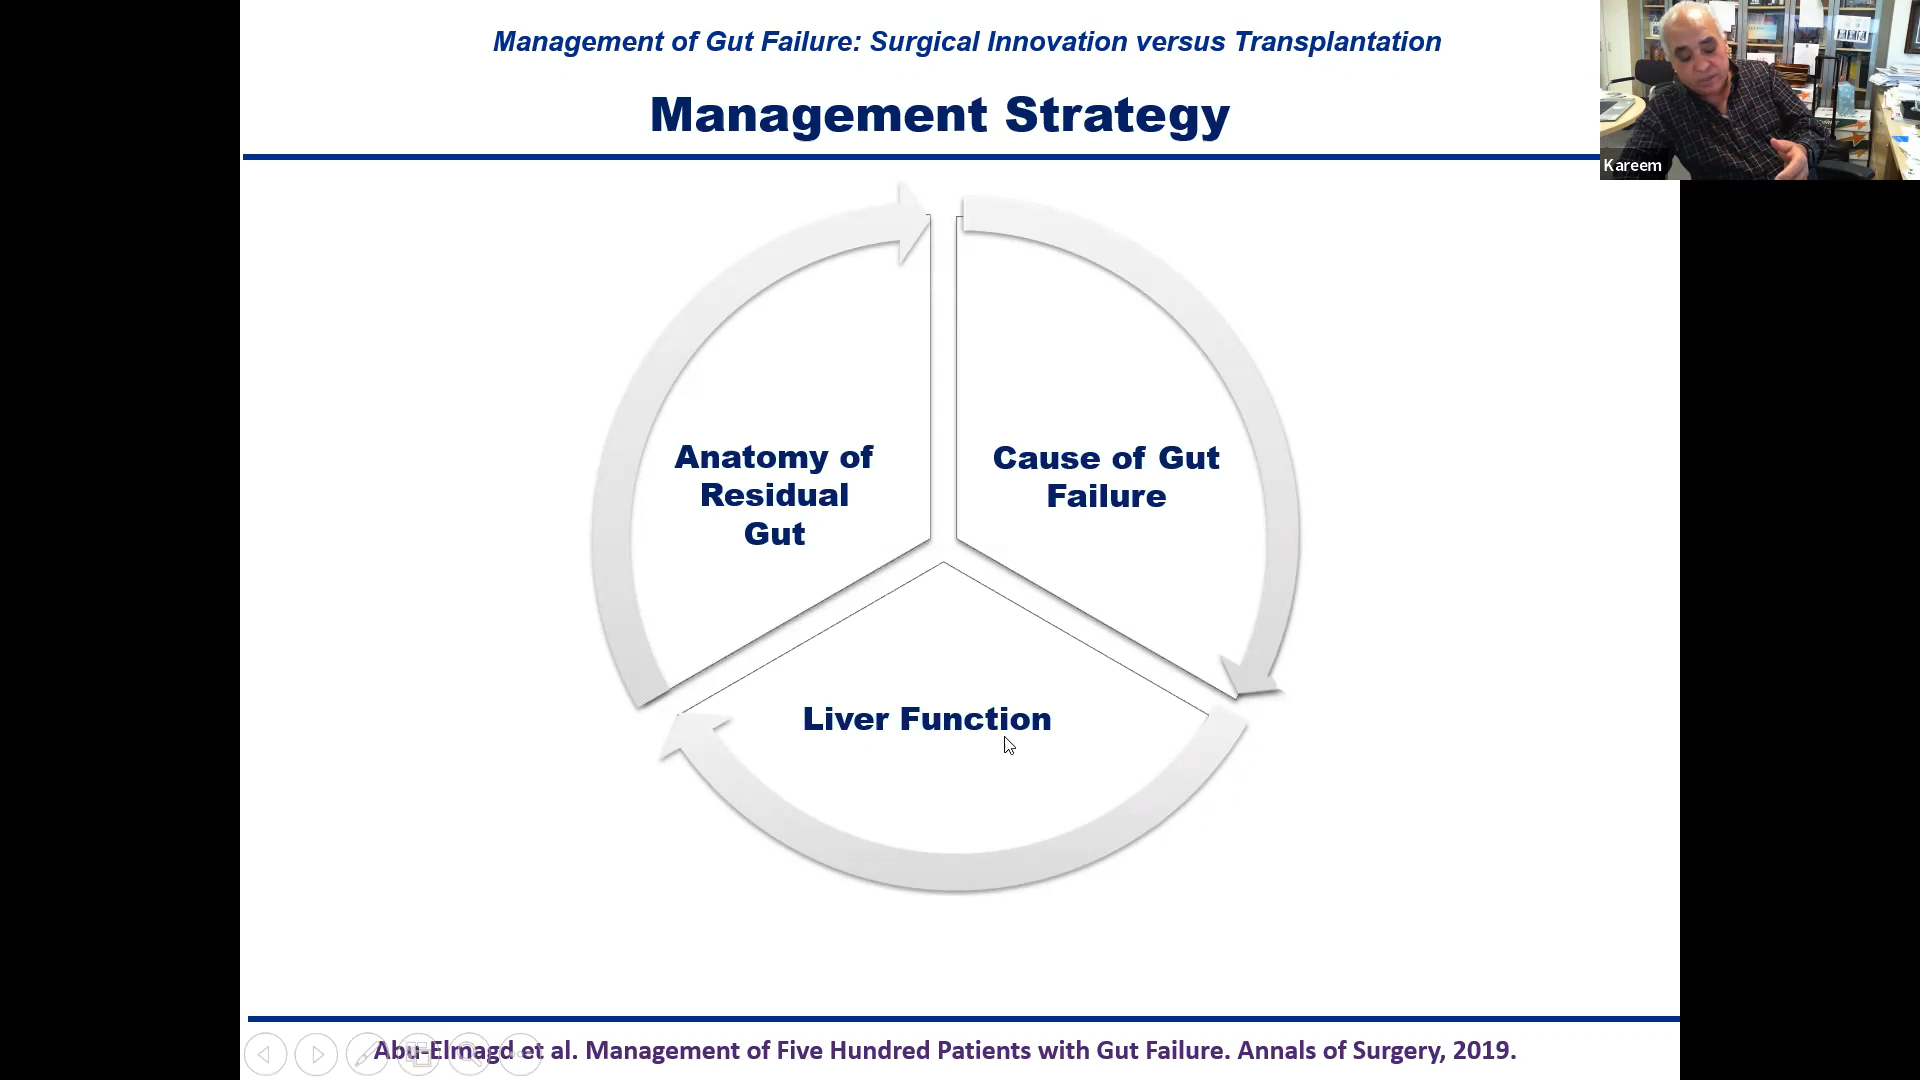 Management of Gut Failure: Surgical Innovation versus Transplantation
Management Strategy
Kareem
Anatomy of
Residual
Gut
Cause of Gut
Failure
Liver Function
Abu-Elmagd et al. Management of Five Hundred Patients with Gut Failure. Annals of Surgery, 2019.